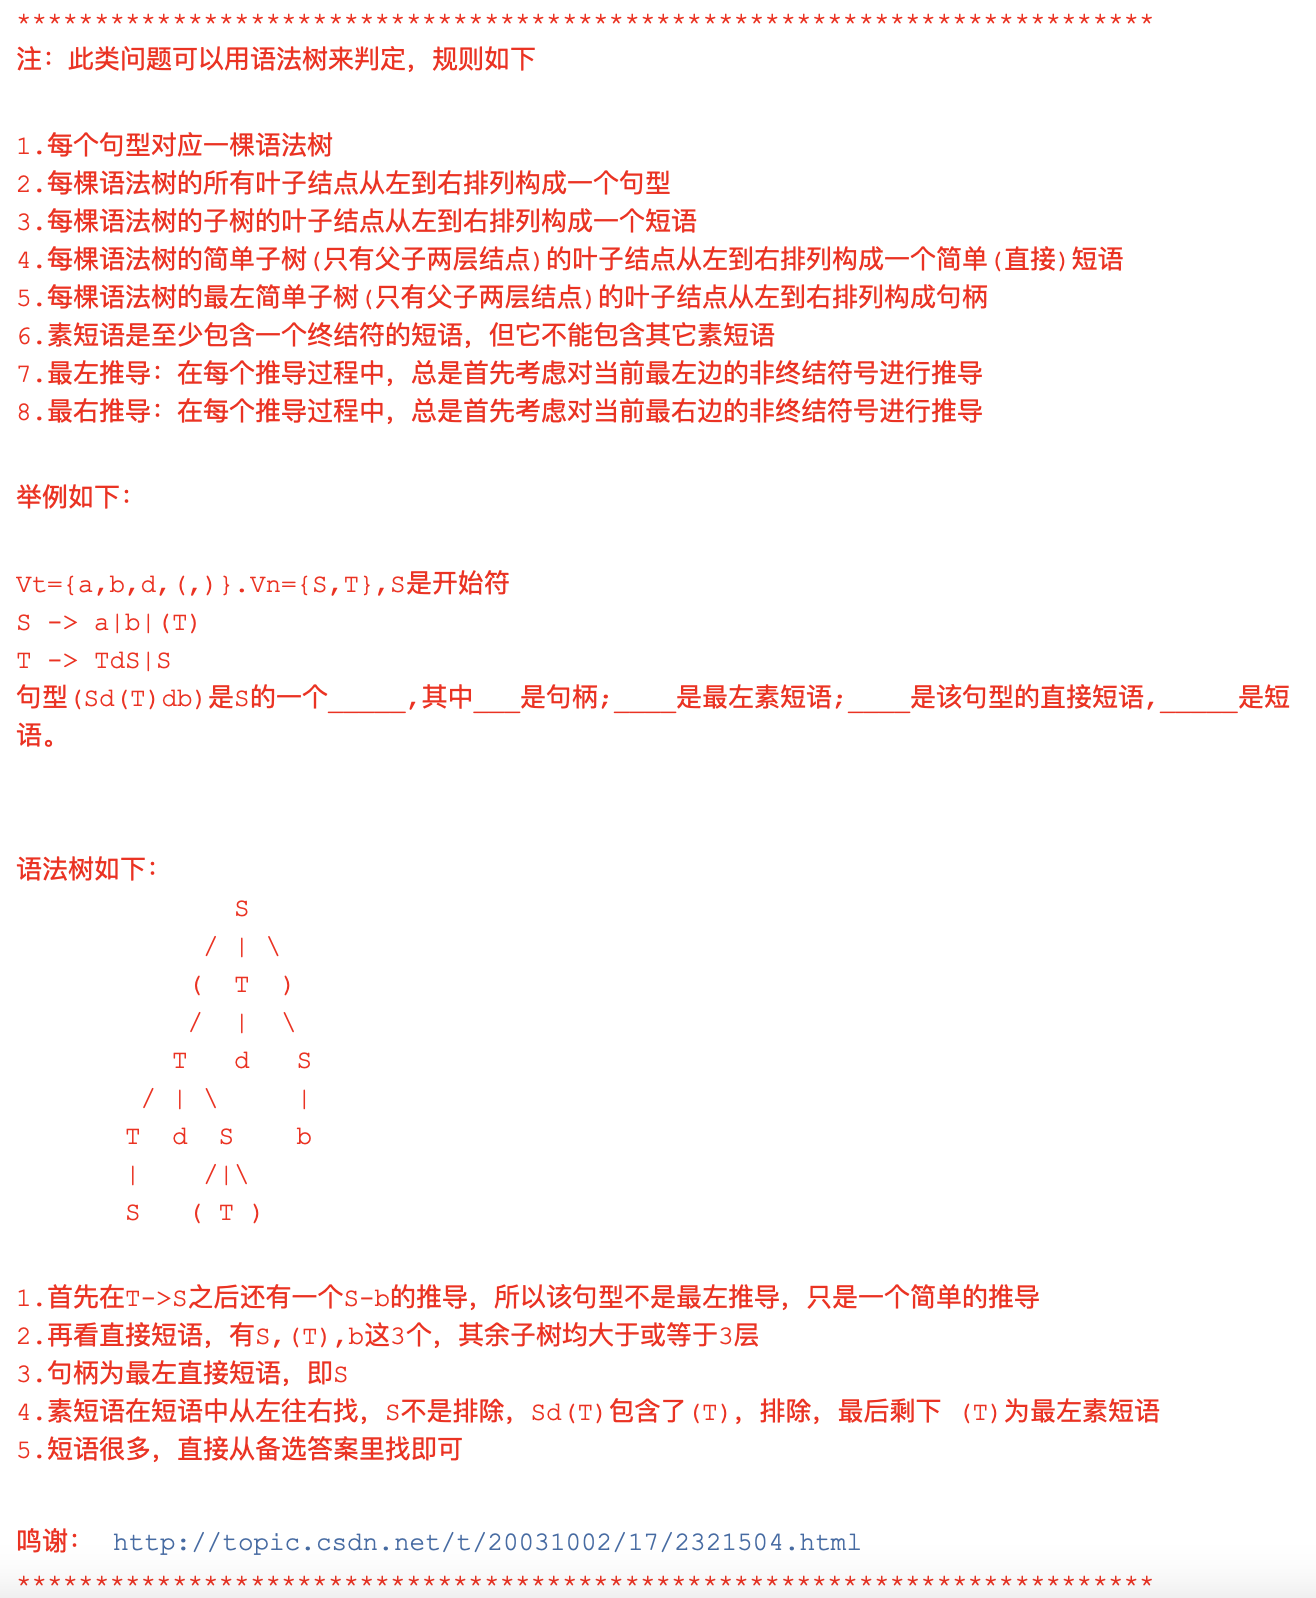 *************************************************************************
注：此类问题可以用语法树来判定，规则如下
1.每个句型对应一棵语法树
2.每棵语法树的所有叶子结点从左到右排列构成一个句型
3.每棵语法树的子树的叶子结点从左到右排列构成一个短语
4.每棵语法树的简单子树(只有父子两层结点)的叶子结点从左到右排列构成一个简单(直接)短语
5.每棵语法树的最左简单子树(只有父子两层结点)的叶子结点从左到右排列构成句柄
6.素短语是至少包含一个终结符的短语，但它不能包含其它素短语
7.最左推导：在每个推导过程中，总是首先考虑对当前最左边的非终结符号进行推导
8.最右推导：在每个推导过程中，总是首先考虑对当前最右边的非终结符号进行推导
举例如下：
Vt={a,b,d,(,)}.Vn={S,T},S是开始符
S -> a|b|(T)
T -> TdS|S
句型(Sd(T)db)是S的一个_____,其中___是句柄;____是最左素短语;____是该句型的直接短语,_____是短
语。
语法树如下：
S
/ | \
( T )
/ | \
T d S
/ | \ |
T d S b
| /|\
S ( T )
1.首先在T->S之后还有一个S-b的推导，所以该句型不是最左推导，只是一个简单的推导
2.再看直接短语，有S,(T),b这3个，其余子树均大于或等于3层
3.句柄为最左直接短语，即S
4.素短语在短语中从左往右找，S不是排除，Sd(T)包含了(T)，排除，最后剩下 (T)为最左素短语
5.短语很多，直接从备选答案里找即可
鸣谢： http://topic.csdn.net/t/20031002/17/2321504.html
*************************************************************************